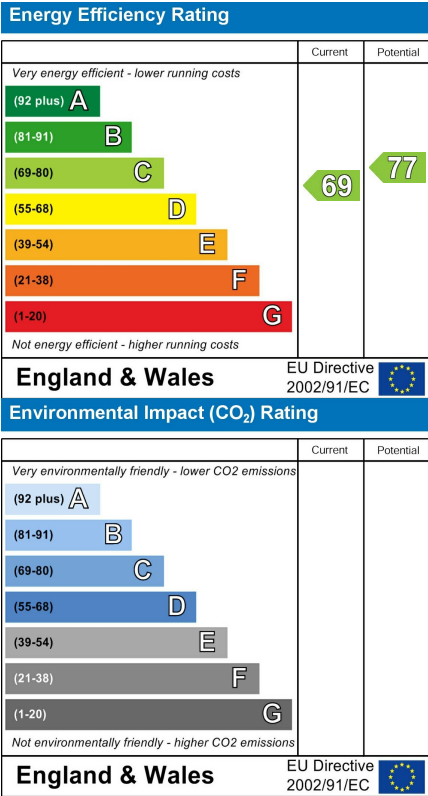 Energy Efficiency Rating
Current Potential
Very energy efficient - lower running costs
(92 plus) A
(81-91) B
(69-80) C
(55-68) D
(39-54) E
(21-38) F
(1-20) G
69
77
Not energy efficient - higher running costs
England & Wales
EU Directive
2002/91/EC
Environmental Impact (CO₂) Rating
Current Potential
Very environmentally friendly - lower CO2 emissions
(92 plus) A
(81-91) B
(69-80) C
(55-68) D
(39-54) E
(21-38) F
(1-20) G
Not environmentally friendly - higher CO2 emissions
England & Wales
EU Directive
2002/91/EC